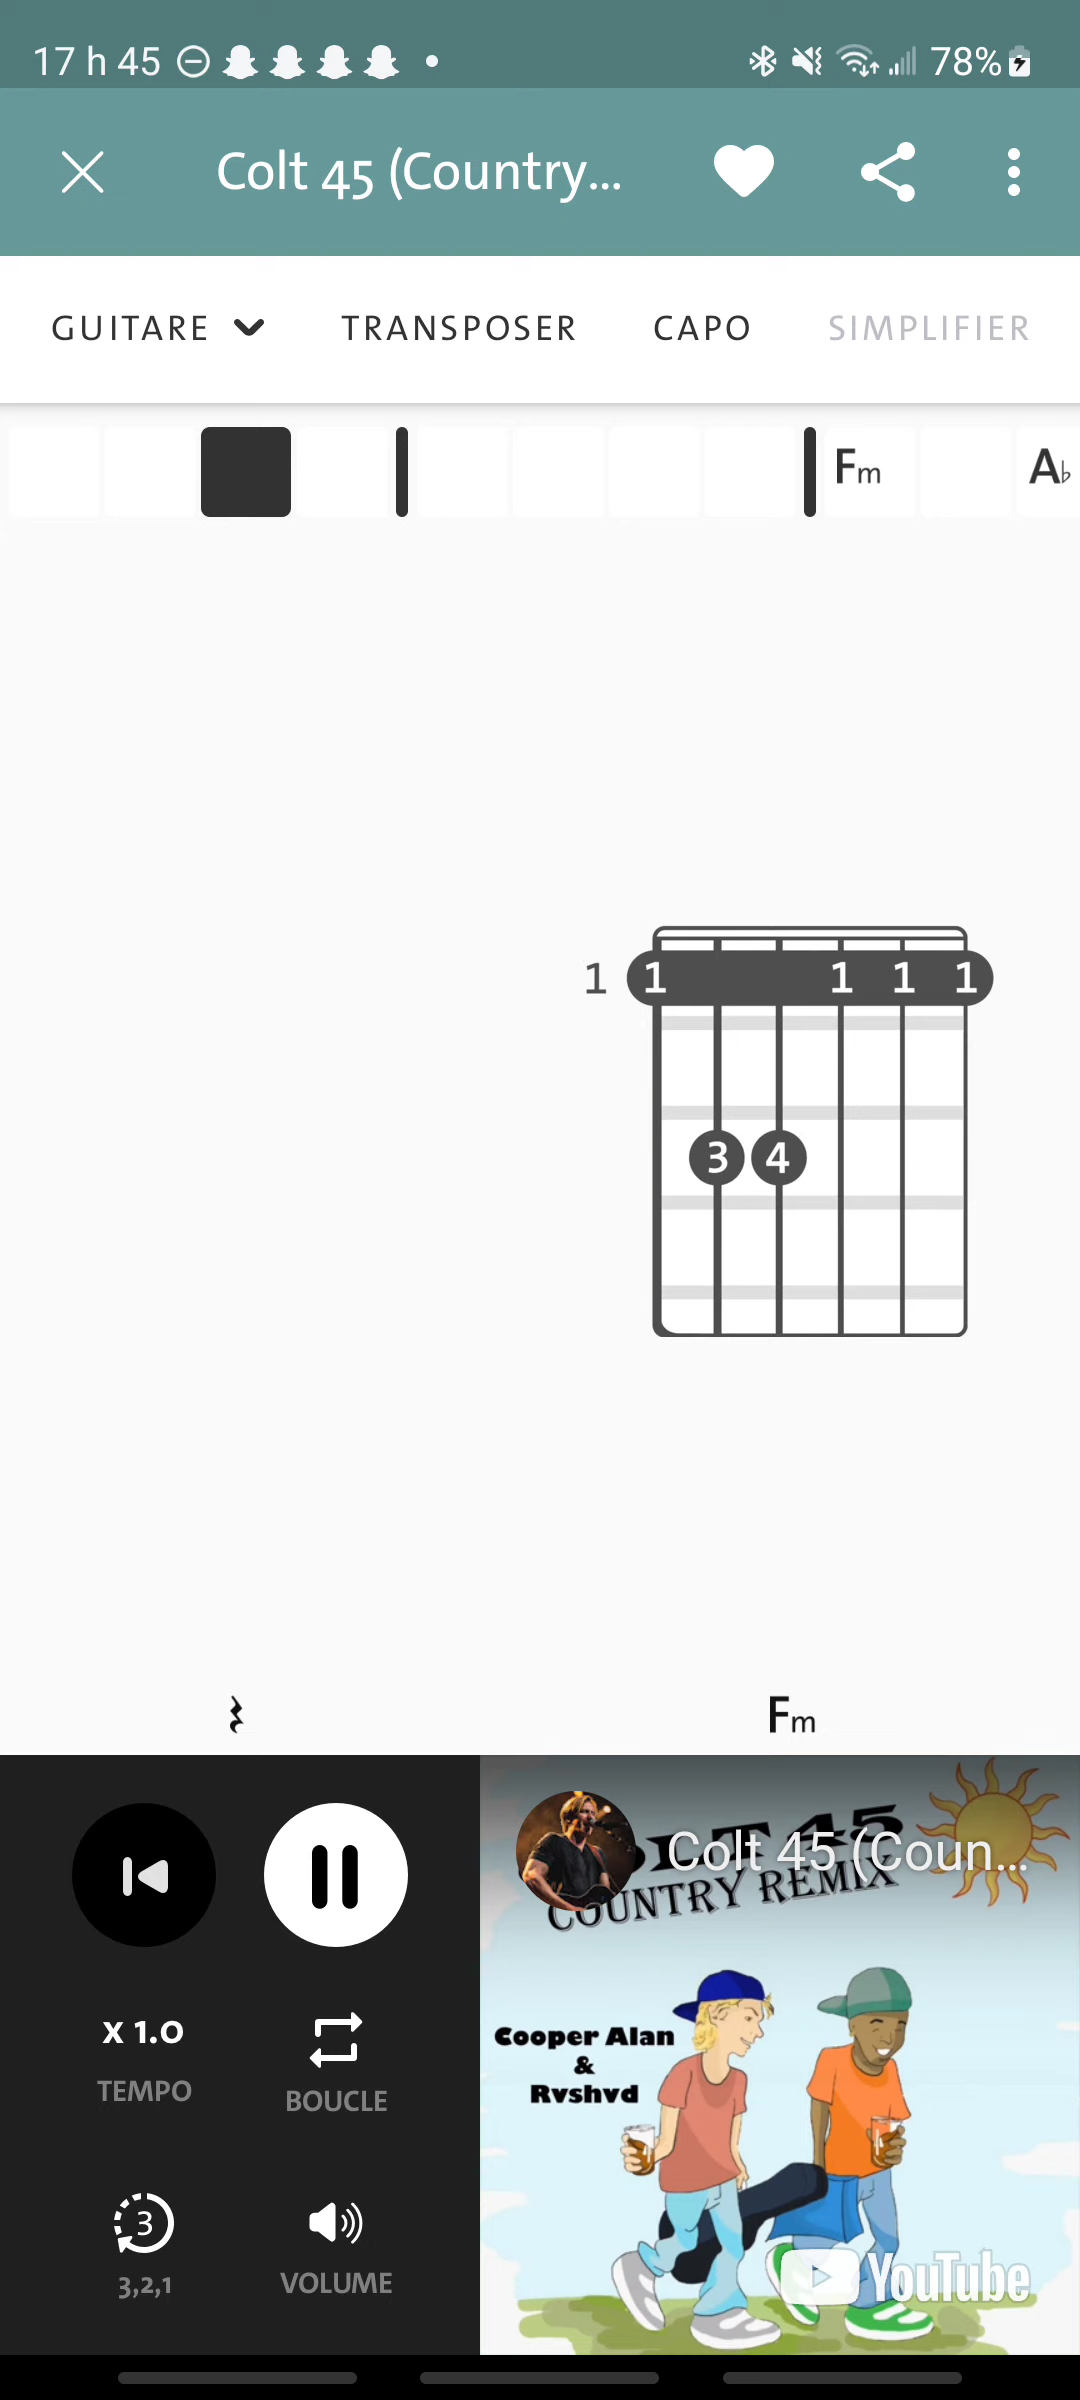 17 h 45
78%
Colt 45 (Country...
GUITARE
TRANSPOSER
CAPO
SIMPLIFIER
Fm
A♭
1
1 1 1 1
3 4
Fm
x 1.0
TEMPO
BOUCLE
3
3,2,1
VOLUME
Colt 45 (Coun...
COUNTRY REMIX
Cooper Alan
&
Rvshvd
YouTube